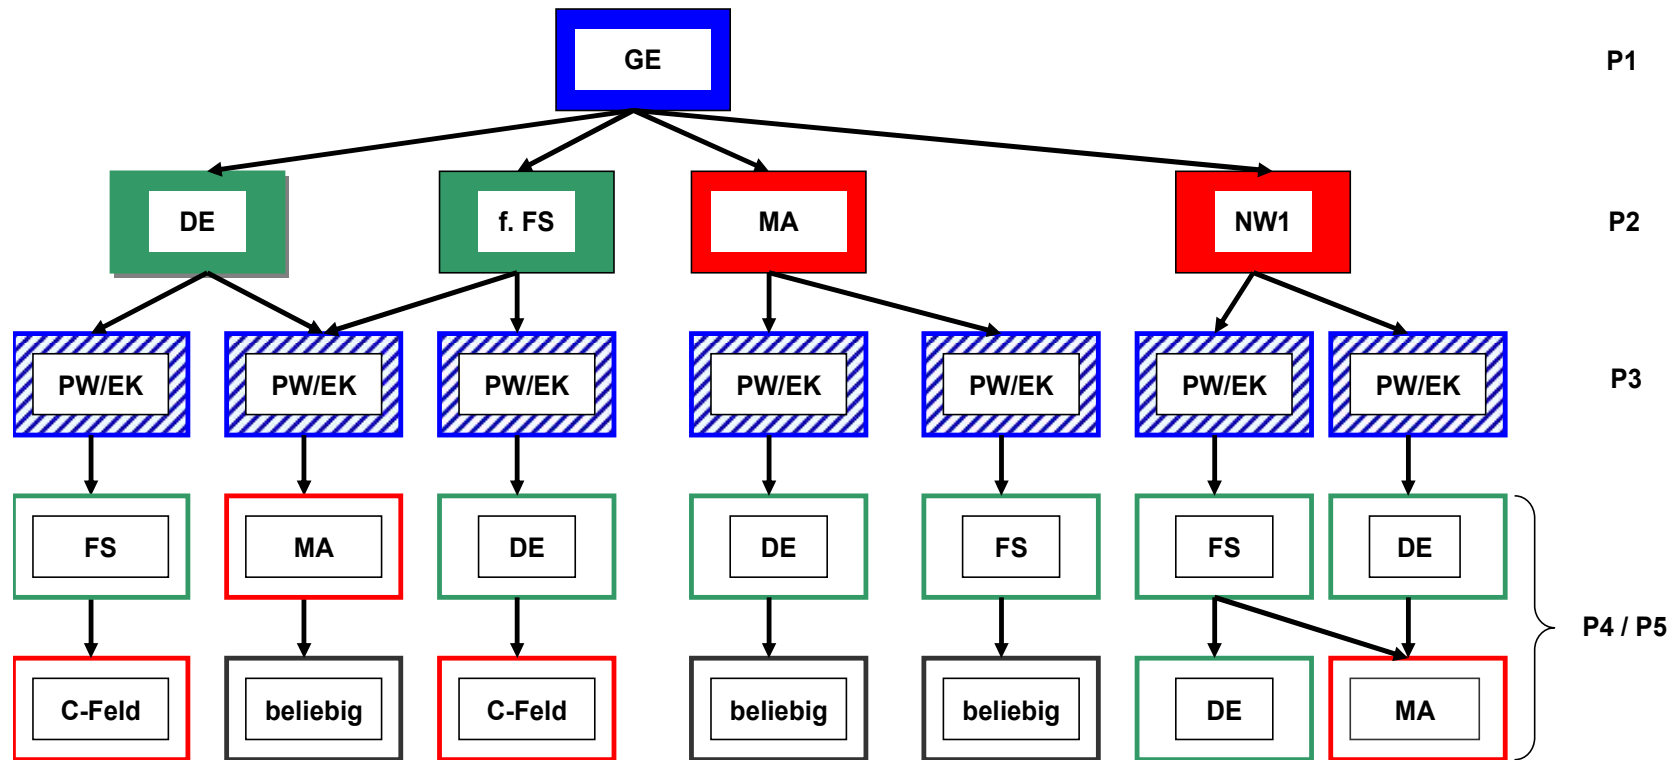 GE
P1
DE
f. FS
MA
NW1
P2
PW/EK
PW/EK
PW/EK
PW/EK
PW/EK
PW/EK
PW/EK
P3
FS
MA
DE
DE
FS
FS
DE
P4 / P5
C-Feld
beliebig
C-Feld
beliebig
beliebig
DE
MA